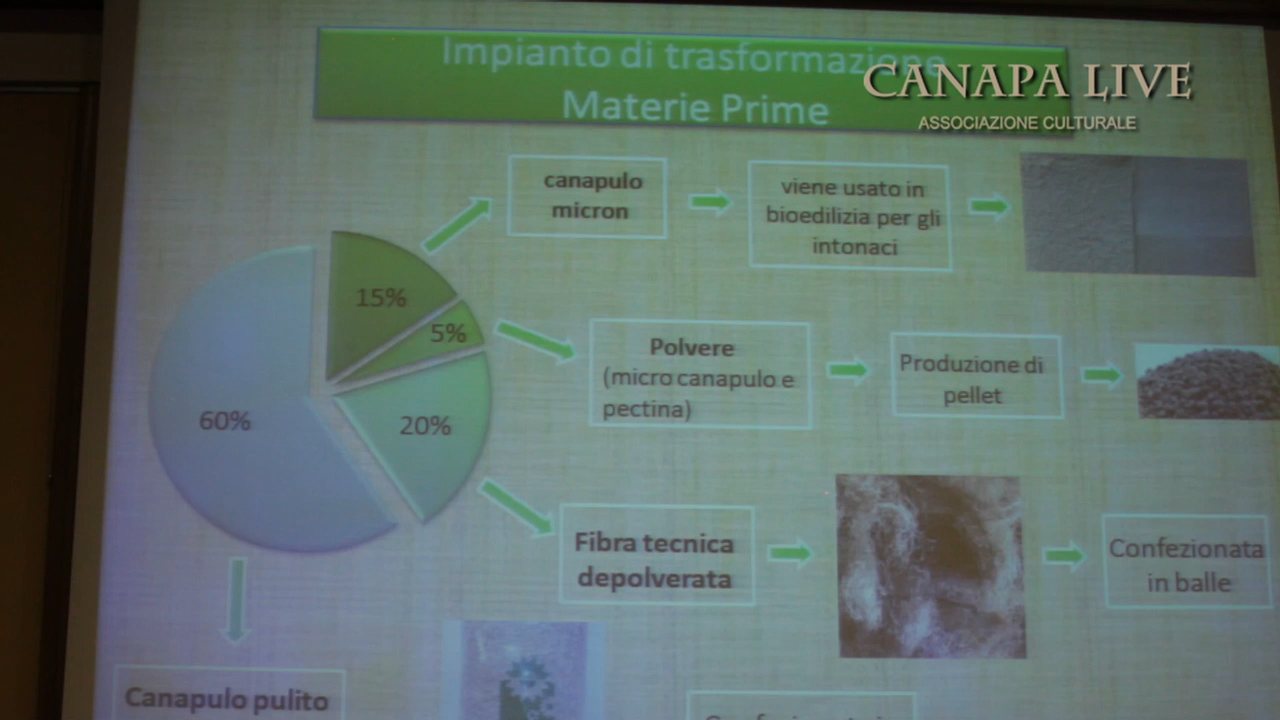 Impianto di trasformazione
Materie Prime
CANAPA LIVE
ASSOCIAZIONE CULTURALE
canapulo
micron
viene usato in
bioedilizia per gli
intonaci
15%
5%
60%
20%
Polvere
(micro canapulo e
pectina)
Produzione di
pellet
Fibra tecnica
depolverata
Confezionata
in balle
Canapulo pulito